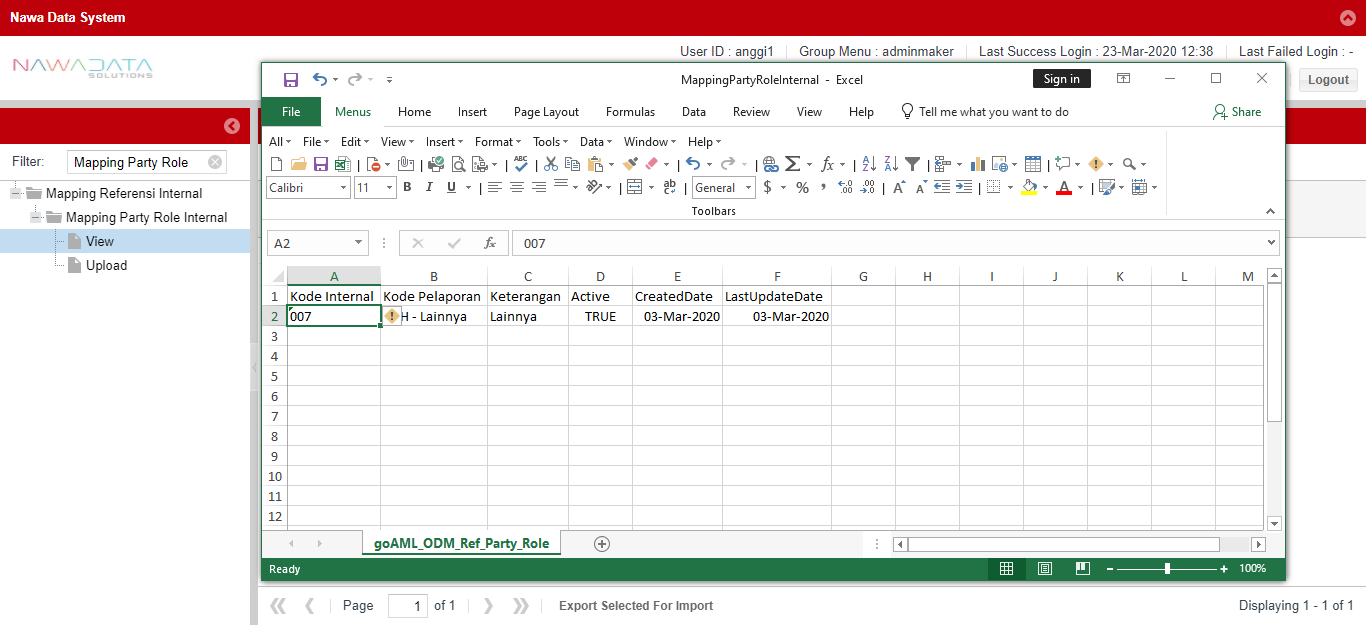 Nawa Data System
NAWADATA
SOLUTIONS
User ID : anggi1 Group Menu : adminmaker Last Success Login : 23-Mar-2020 12:38 Last Failed Login : -
Logout
Filter: Mapping Party Role
Mapping Referensi Internal
Mapping Party Role Internal
View
Upload
MappingPartyRoleInternal - Excel
Sign in
File Menus Home Insert Page Layout Formulas Data Review View Help Tell me what you want to do Share
All File Edit View Insert Format Tools Data Window Help
ABC
Calibri 11 B I U ab General $ % ,
Toolbars
A2 fx 007
A B C D E F G H I J K L M
1 Kode Internal Kode Pelaporan Keterangan Active CreatedDate LastUpdateDate
2 007 H - Lainnya Lainnya TRUE 03-Mar-2020 03-Mar-2020
3
4
5
6
7
8
9
10
11
12
goAML_ODM_Ref_Party_Role
Ready 100%
Page 1 of 1 Export Selected For Import Displaying 1 - 1 of 1